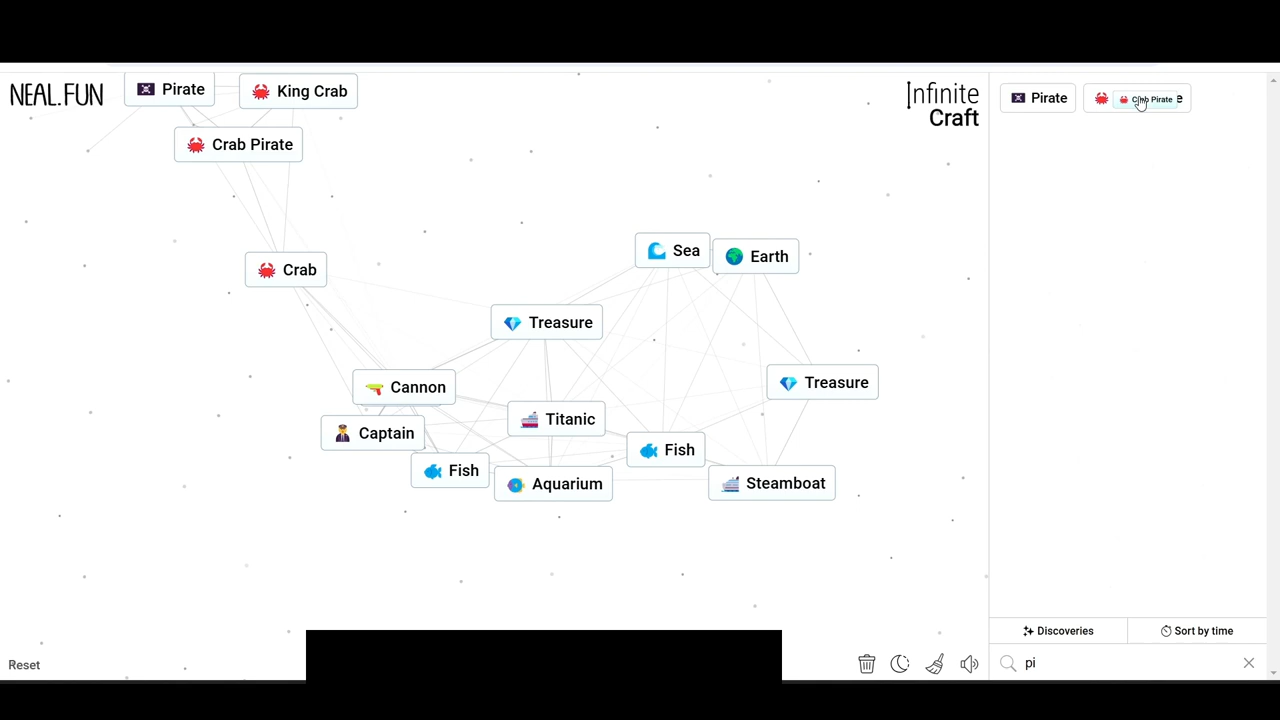 NEAL.FUN
Pirate
King Crab
Infinite
Craft
Pirate
Crab Pirate
Crab Pirate
Sea
Earth
Crab
Treasure
Cannon
Treasure
Captain
Titanic
Fish
Fish
Aquarium
Steamboat
Discoveries
Sort by time
Reset
pi